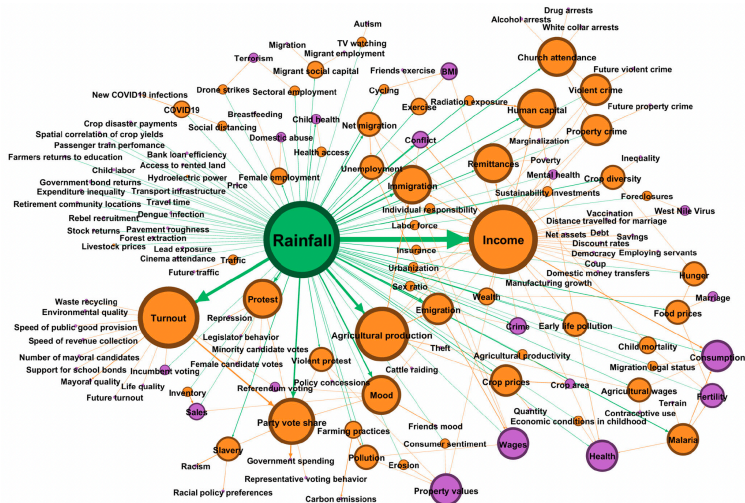 Drug arrests
Alcohol arrests
White collar arrests
Autism
Migration
TV watching
Terrorism
Migrant employment
Migrant social capital
Friends exercise
BMI
Church attendance
Future violent crime
New COVID19 infections
Drone strikes
Sectoral employment
Cycling
Violent crime
COVID19
Breastfeeding
Exercise
Radiation exposure
Human capital
Future property crime
Crop disaster payments
Social distancing
Child health
Net migration
Property crime
Spatial correlation of crop yields
Domestic abuse
Conflict
Marginalization
Passenger train perfomance
Health access
Inequality
Farmers returns to education
Bank loan efficiency
Unemployment
Remittances
Poverty
Child labor
Access to rented land
Female employment
Immigration
Mental health
Crop diversity
Government bond returns
Hydroelectric power
Price
Sustainability investments
Foreclosures
Expenditure inequality
Transport infrastructure
Individual responsibility
Vaccination
West Nile Virus
Retirement community locations
Travel time
Distance travelled for marriage
Rebel recruitment
Dengue infection
Labor force
Net assets
Debt
Savings
Stock returns
Pavement roughness
Rainfall
Income
Discount rates
Forest extraction
Insurance
Democracy
Employing servants
Livestock prices
Lead exposure
Coup
Cinema attendance
Traffic
Urbanization
Domestic money transfers
Hunger
Future traffic
Sex ratio
Manufacturing growth
Waste recycling
Protest
Wealth
Marriage
Environmental quality
Turnout
Repression
Emigration
Food prices
Speed of public good provision
Legislator behavior
Crime
Early life pollution
Speed of revenue collection
Minority candidate votes
Agricultural production
Child mortality
Number of mayoral candidates
Female candidate votes
Violent protest
Theft
Agricultural productivity
Consumption
Support for school bonds
Incumbent voting
Cattle raiding
Migration legal status
Mayoral quality
Life quality
Referendum voting
Policy concessions
Crop prices
Crop area
Agricultural wages
Fertility
Future turnout
Inventory
Mood
Terrain
Sales
Party vote share
Quantity
Contraceptive use
Farming practices
Friends mood
Economic conditions in childhood
Slavery
Wages
Malaria
Racism
Government spending
Pollution
Consumer sentiment
Health
Erosion
Racial policy preferences
Representative voting behavior
Property values
Carbon emissions